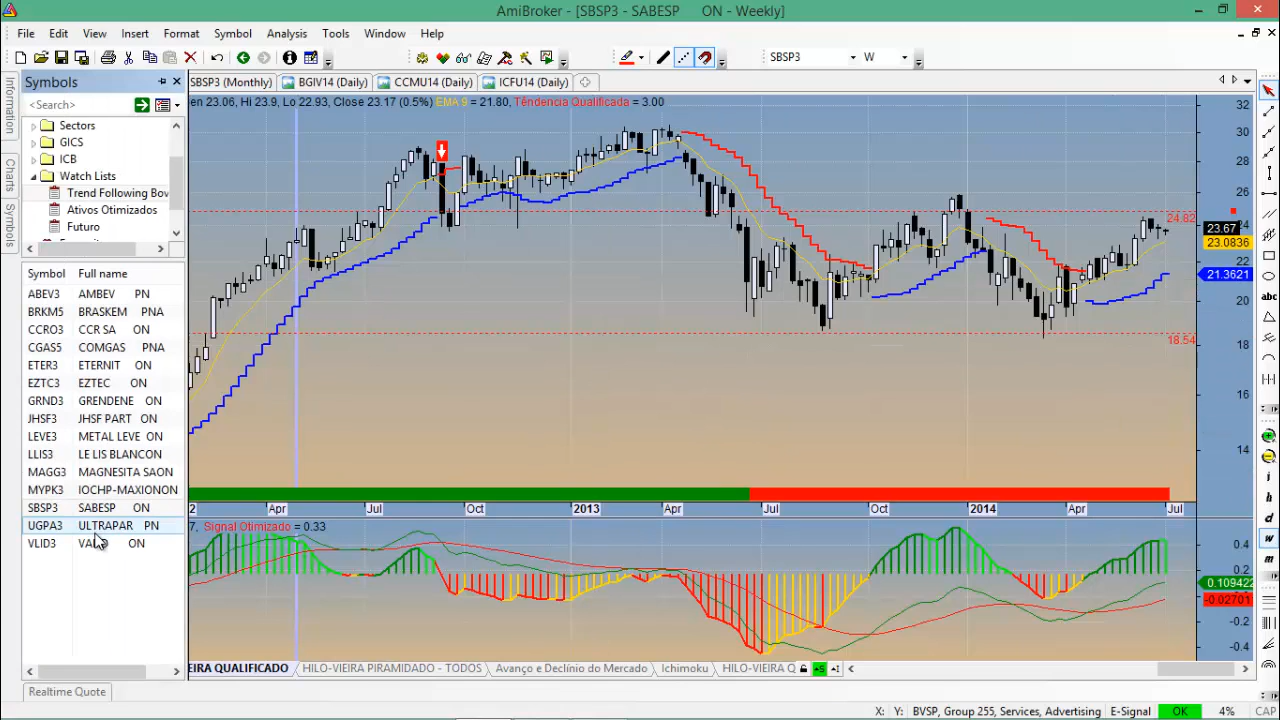 AmiBroker - [SBSP3 - SABESP ON - Weekly]
File Edit View Insert Format Symbol Analysis Tools Window Help
SBSP3 W
Symbols
SBSP3 (Monthly) BGIV14 (Daily) CCMU14 (Daily) ICFU14 (Daily)
<Search>
en 23.06, Hi 23.9, Lo 22.93, Close 23.17 (0.5%) EMA 9 = 21.80, Têndencia Qualificada = 3.00
Information
Charts
Symbols
Sectors
GICS
ICB
Watch Lists
Trend Following Bov
Ativos Otimizados
Futuro
Symbol Full name
ABEV3 AMBEV PN
BRKM5 BRASKEM PNA
CCRO3 CCR SA ON
CGAS5 COMGAS PNA
ETER3 ETERNIT ON
EZTC3 EZTEC ON
GRND3 GRENDENE ON
JHSF3 JHSF PART ON
LEVE3 METAL LEVE ON
LLIS3 LE LIS BLANCON
MAGG3 MAGNESITA SAON
MYPK3 IOCHP-MAXIONON
SBSP3 SABESP ON
UGPA3 ULTRAPAR PN
VLID3 VALID ON
32
30
28
26
24.82
24
23.67
23.0836
22
21.3621
20
18.54
18
16
14
2 Apr Jul Oct 2013 Apr Jul Oct 2014 Apr Jul
7, Signal Otimizado = 0.33
0.4
0.2
0.109422
-0.02701
-0.2
-0.4
abc
i
h
d
w
m
EIRA QUALIFICADO HILO-VIEIRA PIRAMIDADO - TODOS Avanço e Declínio do Mercado Ichimoku HILO-VIEIRA Q
Realtime Quote
X: Y: BVSP, Group 255, Services, Advertising E-Signal OK 4% CAP